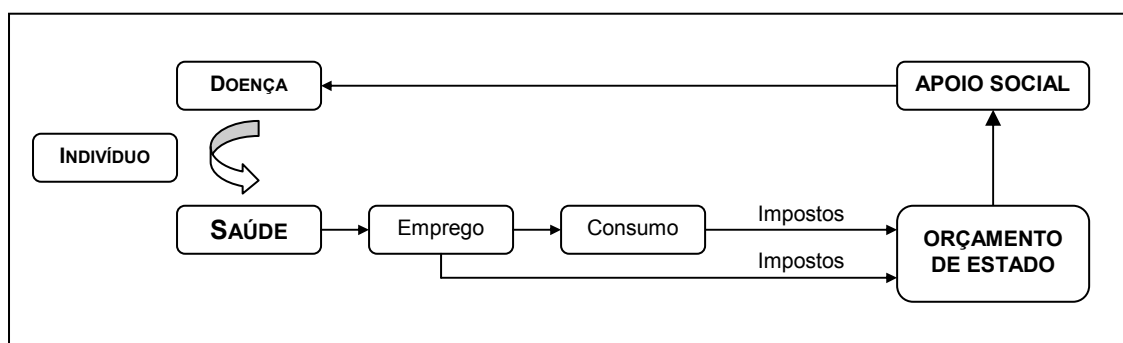 DOENÇA
APOIO SOCIAL
INDIVÍDUO
SAÚDE
Emprego
Consumo
Impostos
Impostos
ORÇAMENTO
DE ESTADO